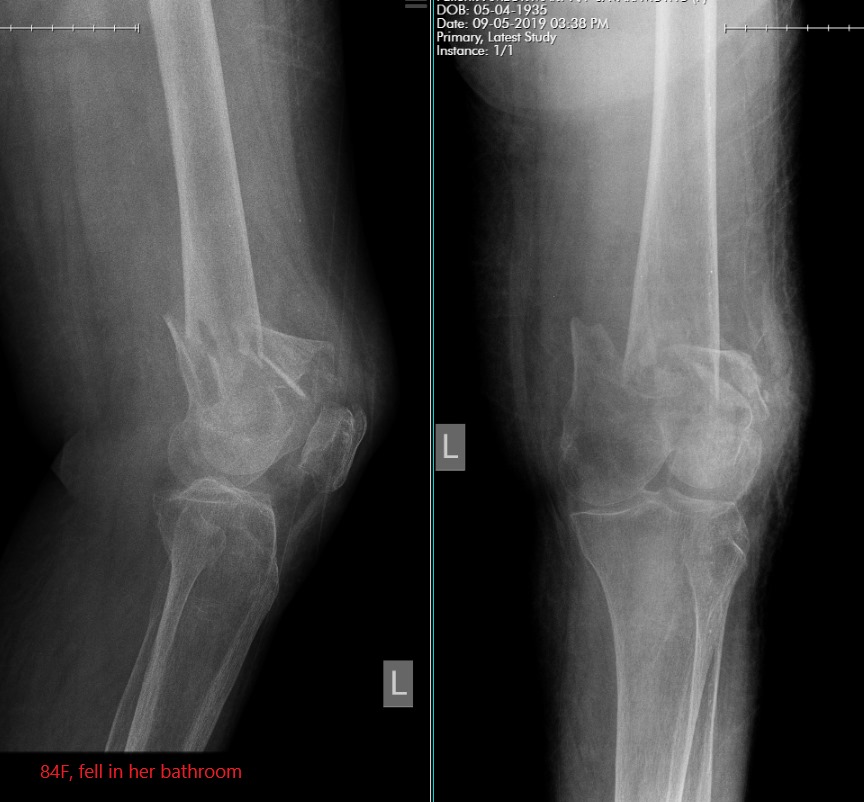 DOB: 05-04-1935
Date: 09-05-2019 03:38 PM
Primary, Latest Study
Instance: 1/1
L
L
84F, fell in her bathroom